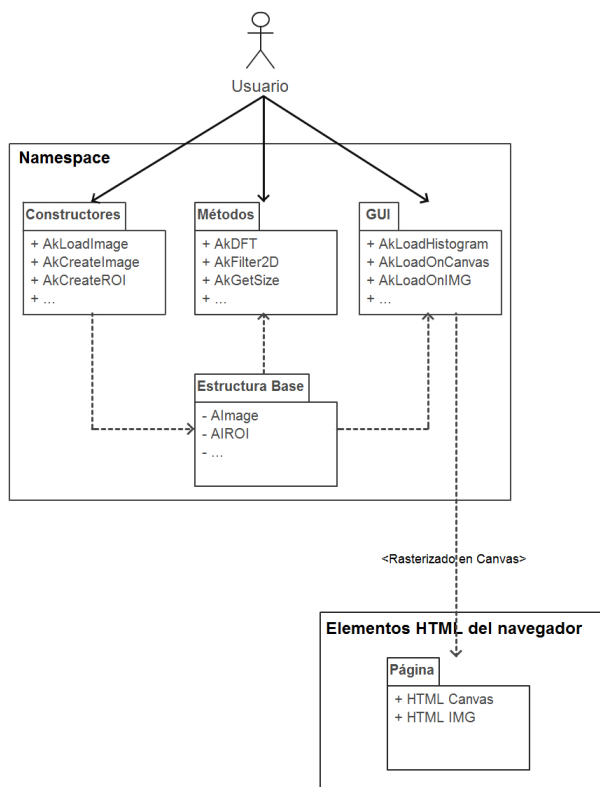 Usuario
Namespace
Constructores
+ AkLoadImage
+ AkCreateImage
+ AkCreateROI
+ ...
Métodos
+ AkDFT
+ AkFilter2D
+ AkGetSize
+ ...
GUI
+ AkLoadHistogram
+ AkLoadOnCanvas
+ AkLoadOnIMG
+ ...
Estructura Base
- AImage
- AIROI
- ...
<Rasterizado en Canvas>
Elementos HTML del navegador
Página
+ HTML Canvas
+ HTML IMG